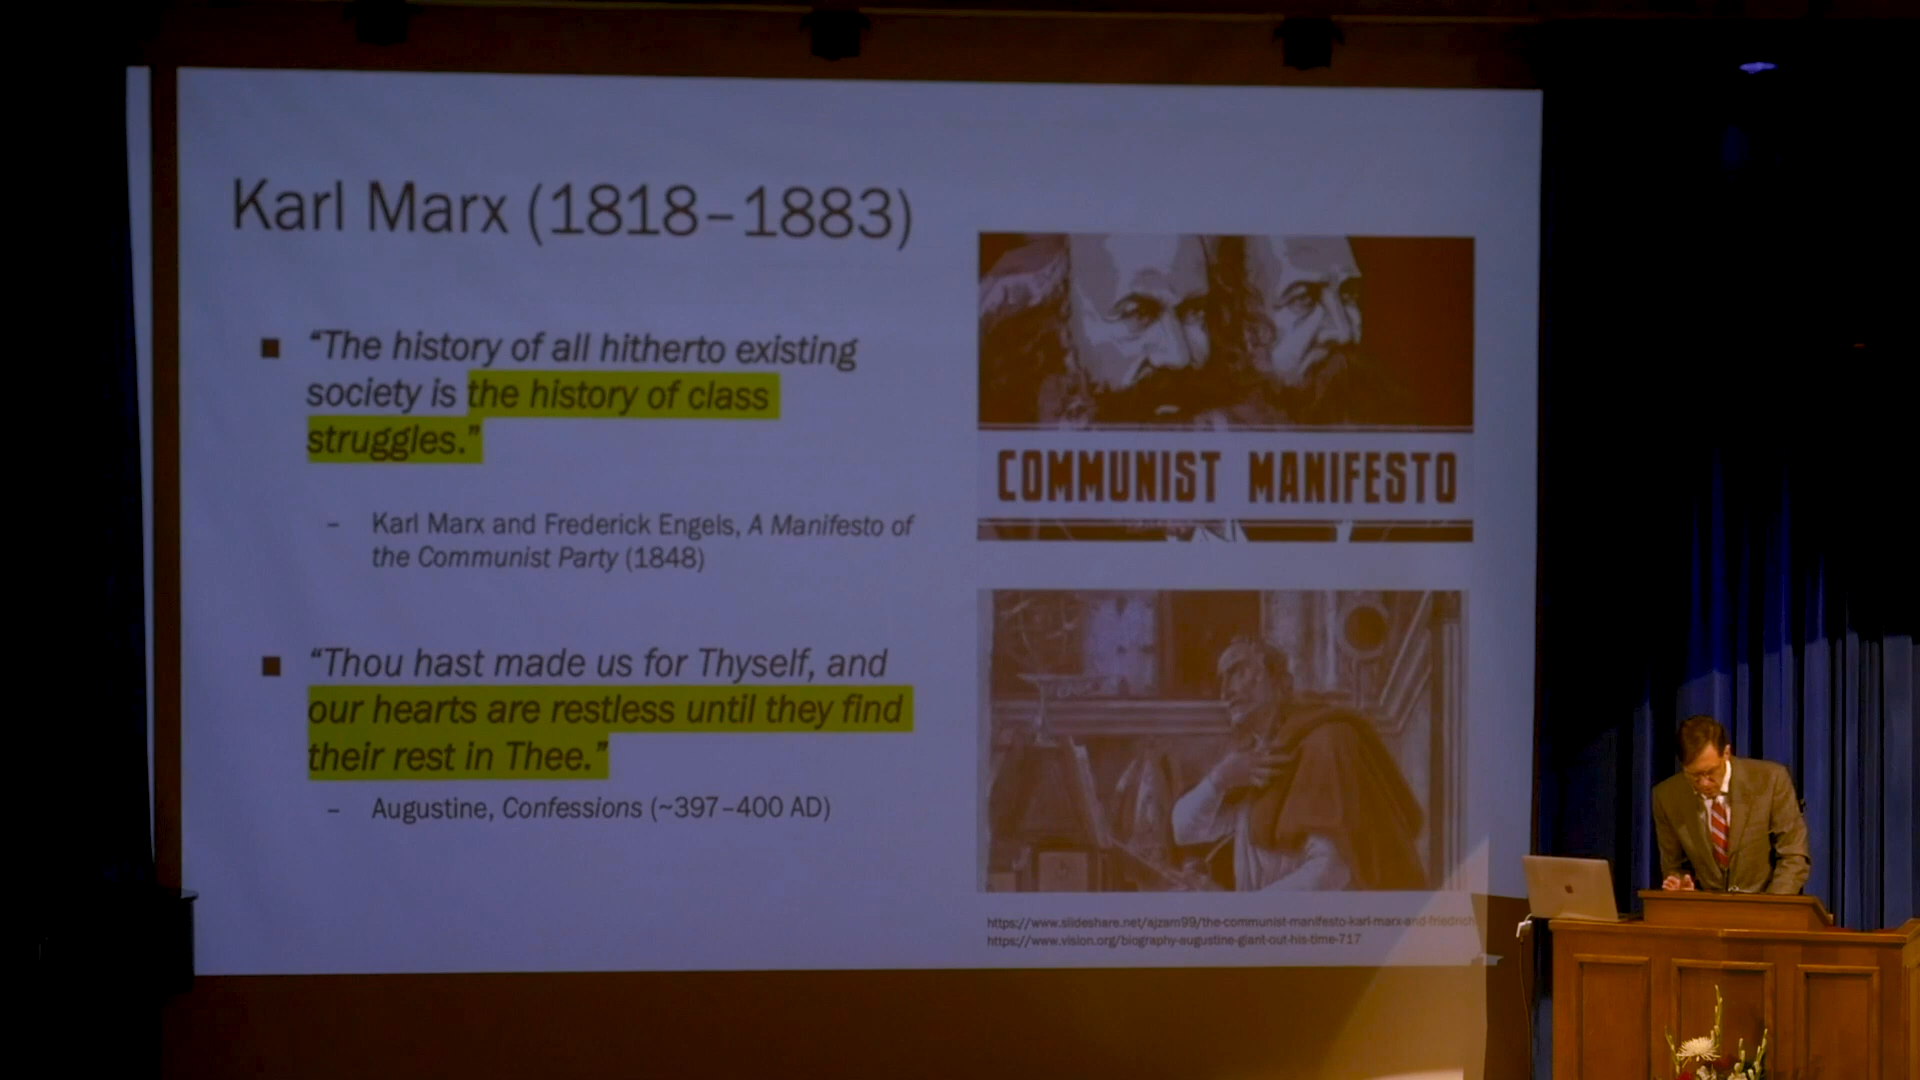 Karl Marx (1818–1883)
■ “The history of all hitherto existing
society is the history of class
struggles.”
– Karl Marx and Frederick Engels, A Manifesto of
the Communist Party (1848)
■ “Thou hast made us for Thyself, and
our hearts are restless until they find
their rest in Thee.”
– Augustine, Confessions (~397–400 AD)
COMMUNIST MANIFESTO
https://www.slideshare.net/ajzam99/the-communist-manifesto-karl-marx-and-friedrich
https://www.vision.org/biography-augustine-giant-out-his-time-717